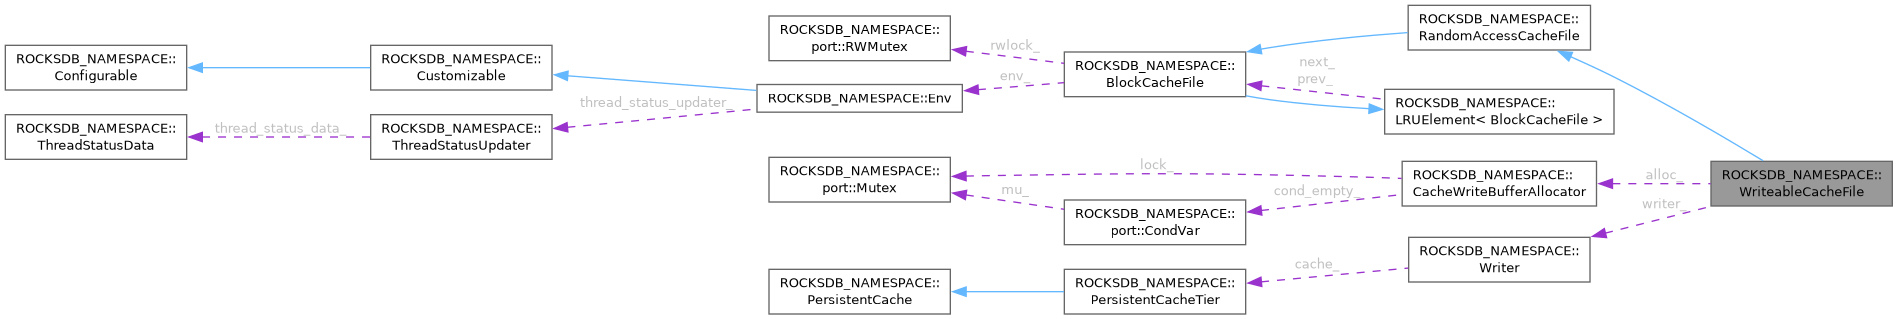 ROCKSDB_NAMESPACE::
Configurable
ROCKSDB_NAMESPACE::
ThreadStatusData
thread_status_data_
ROCKSDB_NAMESPACE::
Customizable
ROCKSDB_NAMESPACE::
ThreadStatusUpdater
thread_status_updater_
ROCKSDB_NAMESPACE::
port::RWMutex
ROCKSDB_NAMESPACE::Env
ROCKSDB_NAMESPACE::
port::Mutex
ROCKSDB_NAMESPACE::
PersistentCache
rwlock_
env_
mu_
lock_
ROCKSDB_NAMESPACE::
BlockCacheFile
ROCKSDB_NAMESPACE::
port::CondVar
ROCKSDB_NAMESPACE::
PersistentCacheTier
next_
prev_
cond_empty_
cache_
ROCKSDB_NAMESPACE::
RandomAccessCacheFile
ROCKSDB_NAMESPACE::
LRUElement< BlockCacheFile >
ROCKSDB_NAMESPACE::
CacheWriteBufferAllocator
ROCKSDB_NAMESPACE::
Writer
alloc_
writer_
ROCKSDB_NAMESPACE::
WriteableCacheFile